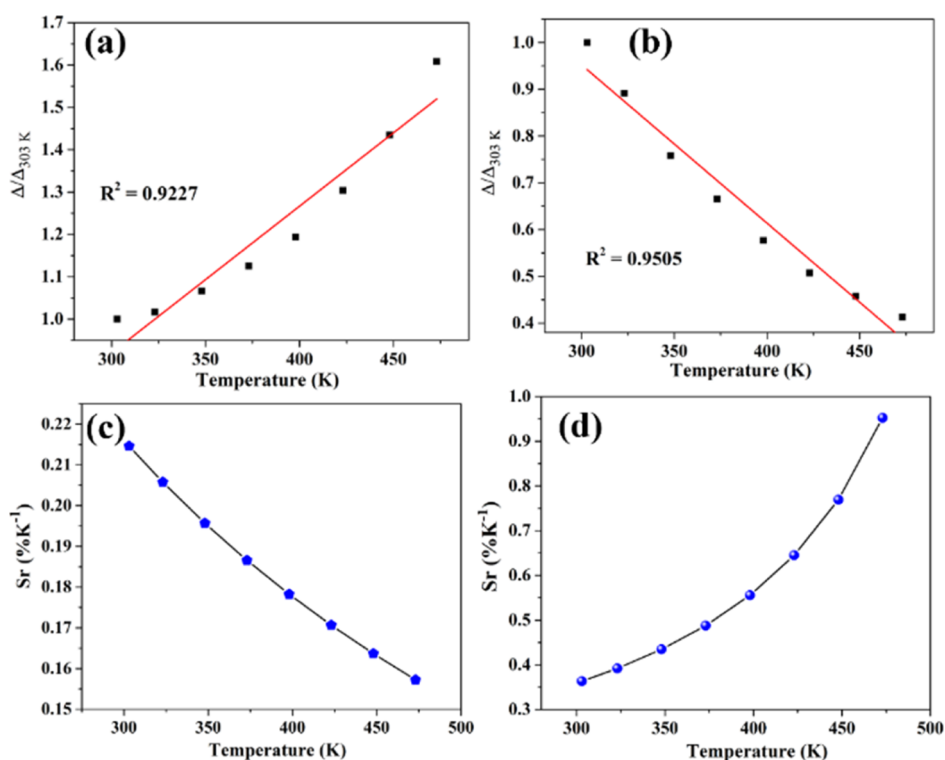 (a)
1.7
1.6
1.5
1.4
1.3
1.2
1.1
1.0
Δ/Δ303 K
R2 = 0.9227
300 350 400 450
Temperature (K)
(b)
1.0
0.9
0.8
0.7
0.6
0.5
0.4
Δ/Δ303 K
R2 = 0.9505
300 350 400 450
Temperature (K)
(c)
0.22
0.21
0.20
0.19
0.18
0.17
0.16
0.15
Sr (%K-1)
300 350 400 450 500
Temperature (K)
(d)
1.0
0.9
0.8
0.7
0.6
0.5
0.4
0.3
Sr (%K-1)
300 350 400 450 500
Temperature (K)